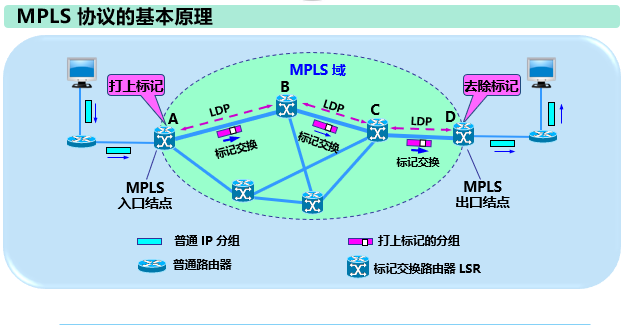 MPLS 协议的基本原理
MPLS 域
打上标记
去除标记
A
B
C
D
LDP
LDP
LDP
标记交换
标记交换
标记交换
MPLS
入口结点
MPLS
出口结点
普通 IP 分组
打上标记的分组
普通路由器
标记交换路由器 LSR